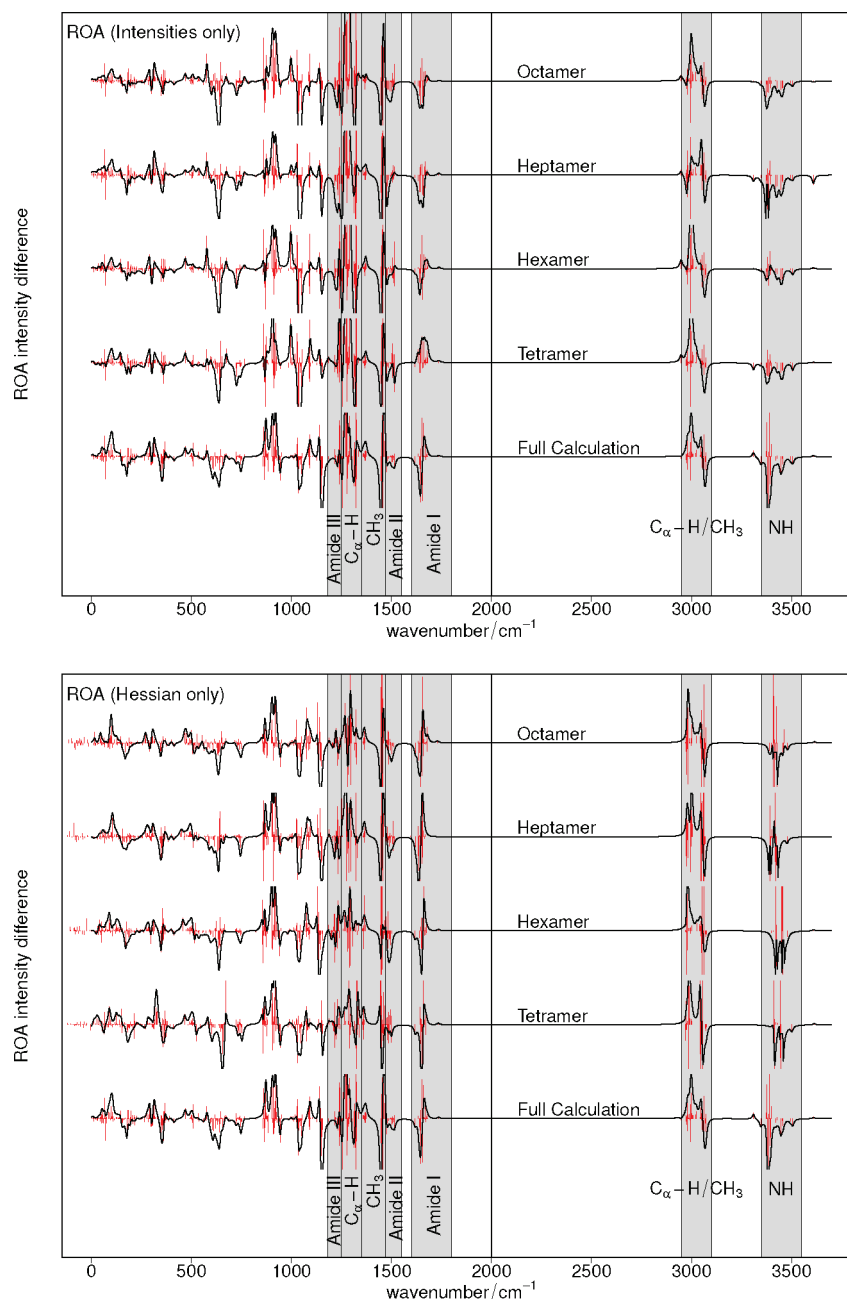 ROA (Intensities only)
Octamer
Heptamer
Hexamer
Tetramer
Full Calculation
ROA intensity difference
Amide III
Cα−H
CH3
Amide II
Amide I
Cα−H/CH3
NH
0 500 1000 1500 2000 2500 3000 3500
wavenumber/cm−1
ROA (Hessian only)
Octamer
Heptamer
Hexamer
Tetramer
Full Calculation
ROA intensity difference
Amide III
Cα−H
CH3
Amide II
Amide I
Cα−H/CH3
NH
0 500 1000 1500 2000 2500 3000 3500
wavenumber/cm−1